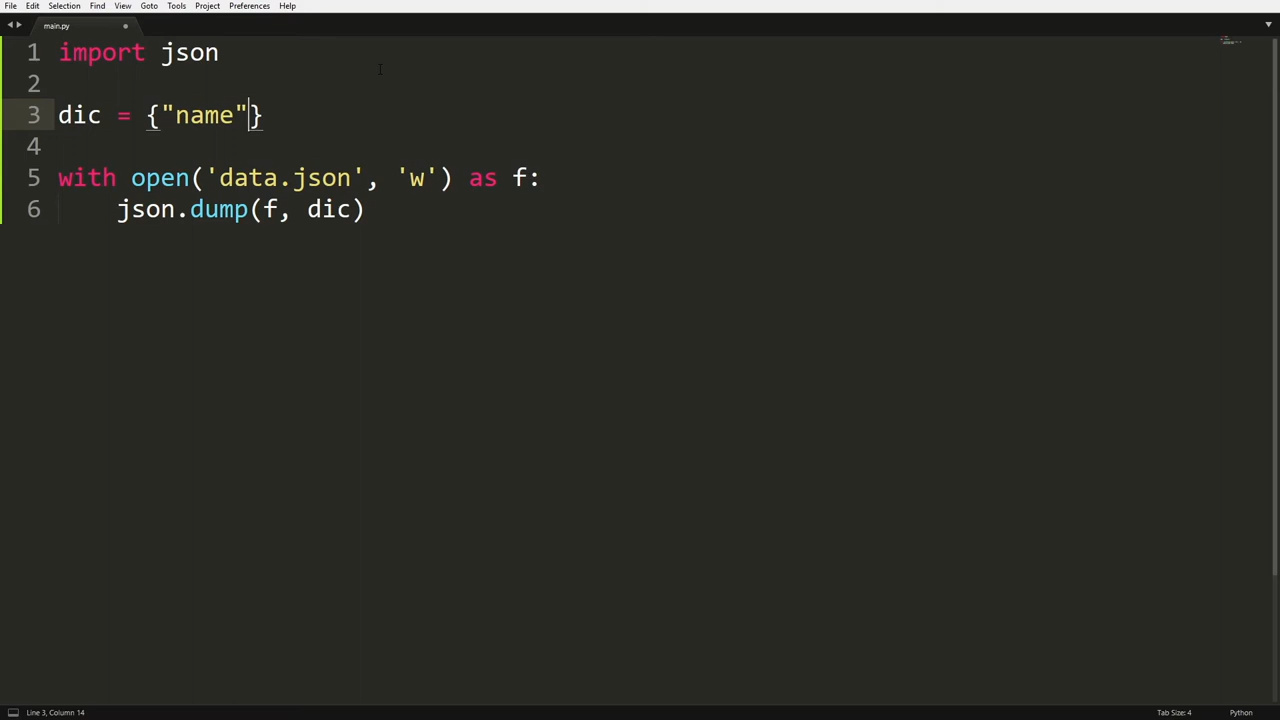 File Edit Selection Find View Goto Tools Project Preferences Help
main.py
1 import json
2
3 dic = {"name"}
4
5 with open('data.json', 'w') as f:
6     json.dump(f, dic)
Line 3, Column 14 Tab Size: 4 Python